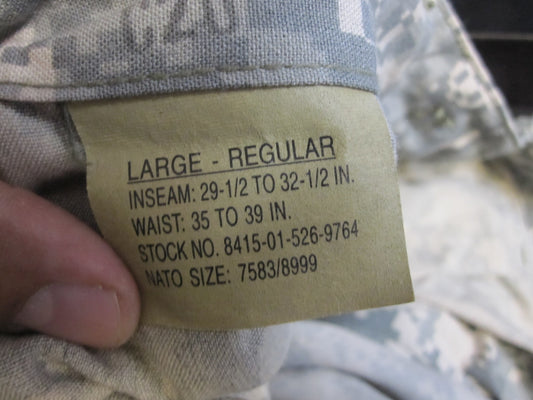 C20
LARGE - REGULAR
INSEAM: 29-1/2 TO 32-1/2 IN.
WAIST: 35 TO 39 IN.
STOCK NO. 8415-01-526-9764
NATO SIZE: 7583/8999